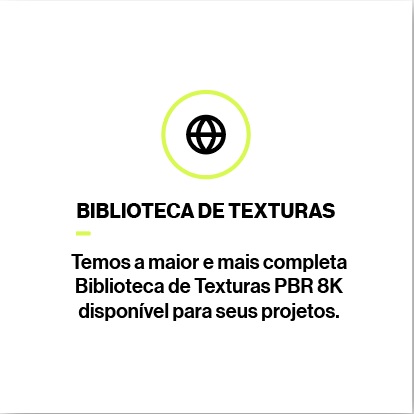 BIBLIOTECA DE TEXTURAS
Temos a maior e mais completa
Biblioteca de Texturas PBR 8K
disponível para seus projetos.